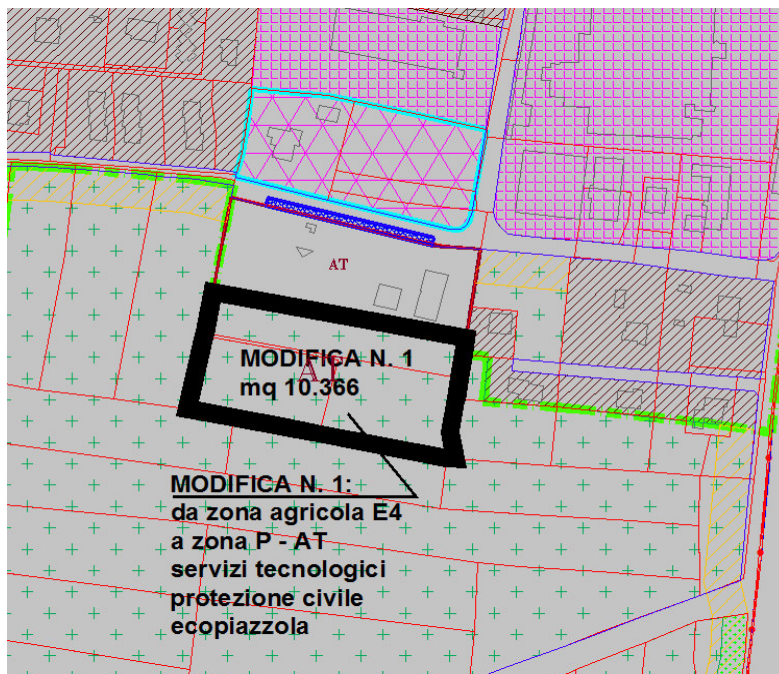 AT
MODIFICA N. 1
mq 10.366
AT
MODIFICA N. 1:
da zona agricola E4
a zona P - AT
servizi tecnologici
protezione civile
ecopiazzola